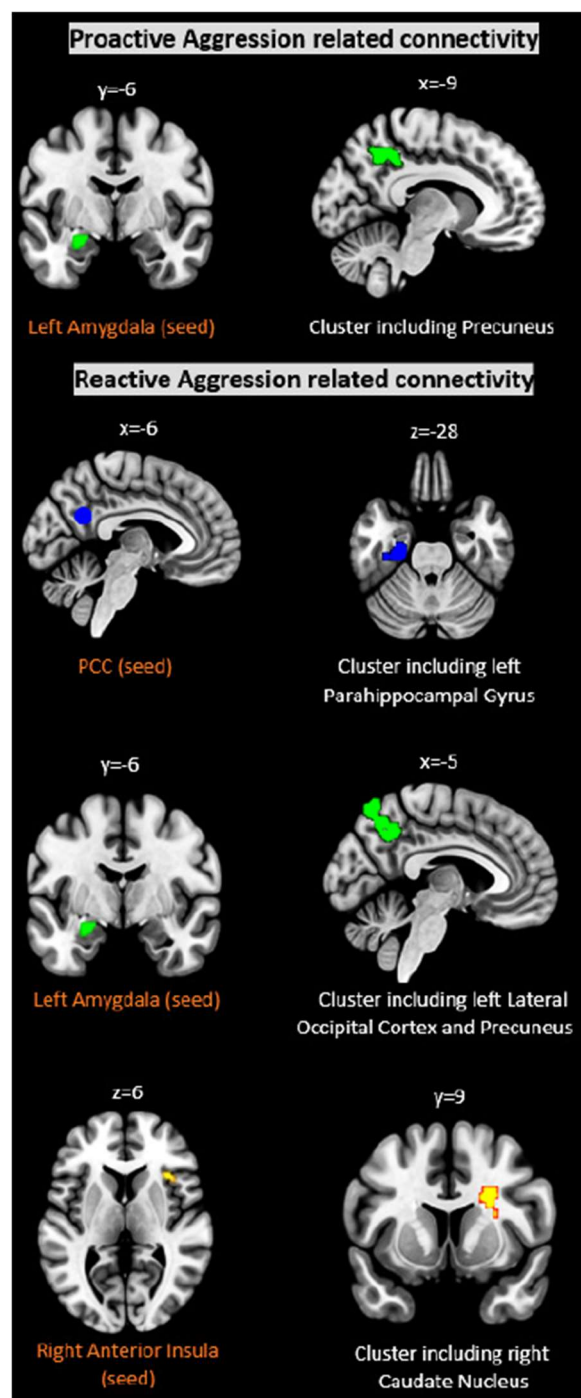 Proactive Aggression related connectivity
y=-6
x=-9
Left Amygdala (seed)
Cluster including Precuneus
Reactive Aggression related connectivity
x=-6
z=-28
PCC (seed)
Cluster including left
Parahippocampal Gyrus
y=-6
x=-5
Left Amygdala (seed)
Cluster including left Lateral
Occipital Cortex and Precuneus
z=6
y=9
Right Anterior Insula
(seed)
Cluster including right
Caudate Nucleus